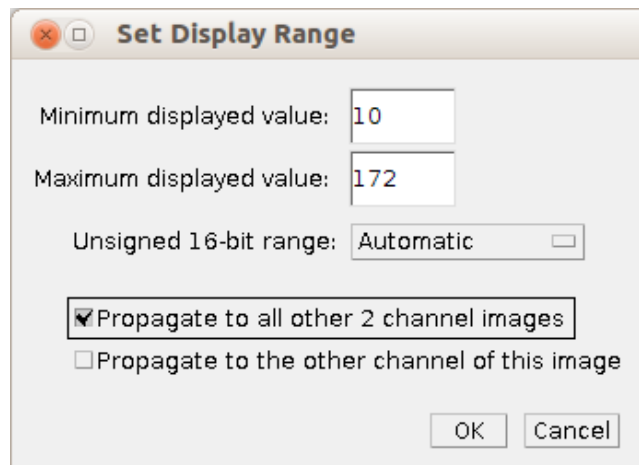 Set Display Range
Minimum displayed value: 10
Maximum displayed value: 172
Unsigned 16-bit range: Automatic
Propagate to all other 2 channel images
Propagate to the other channel of this image
OK Cancel